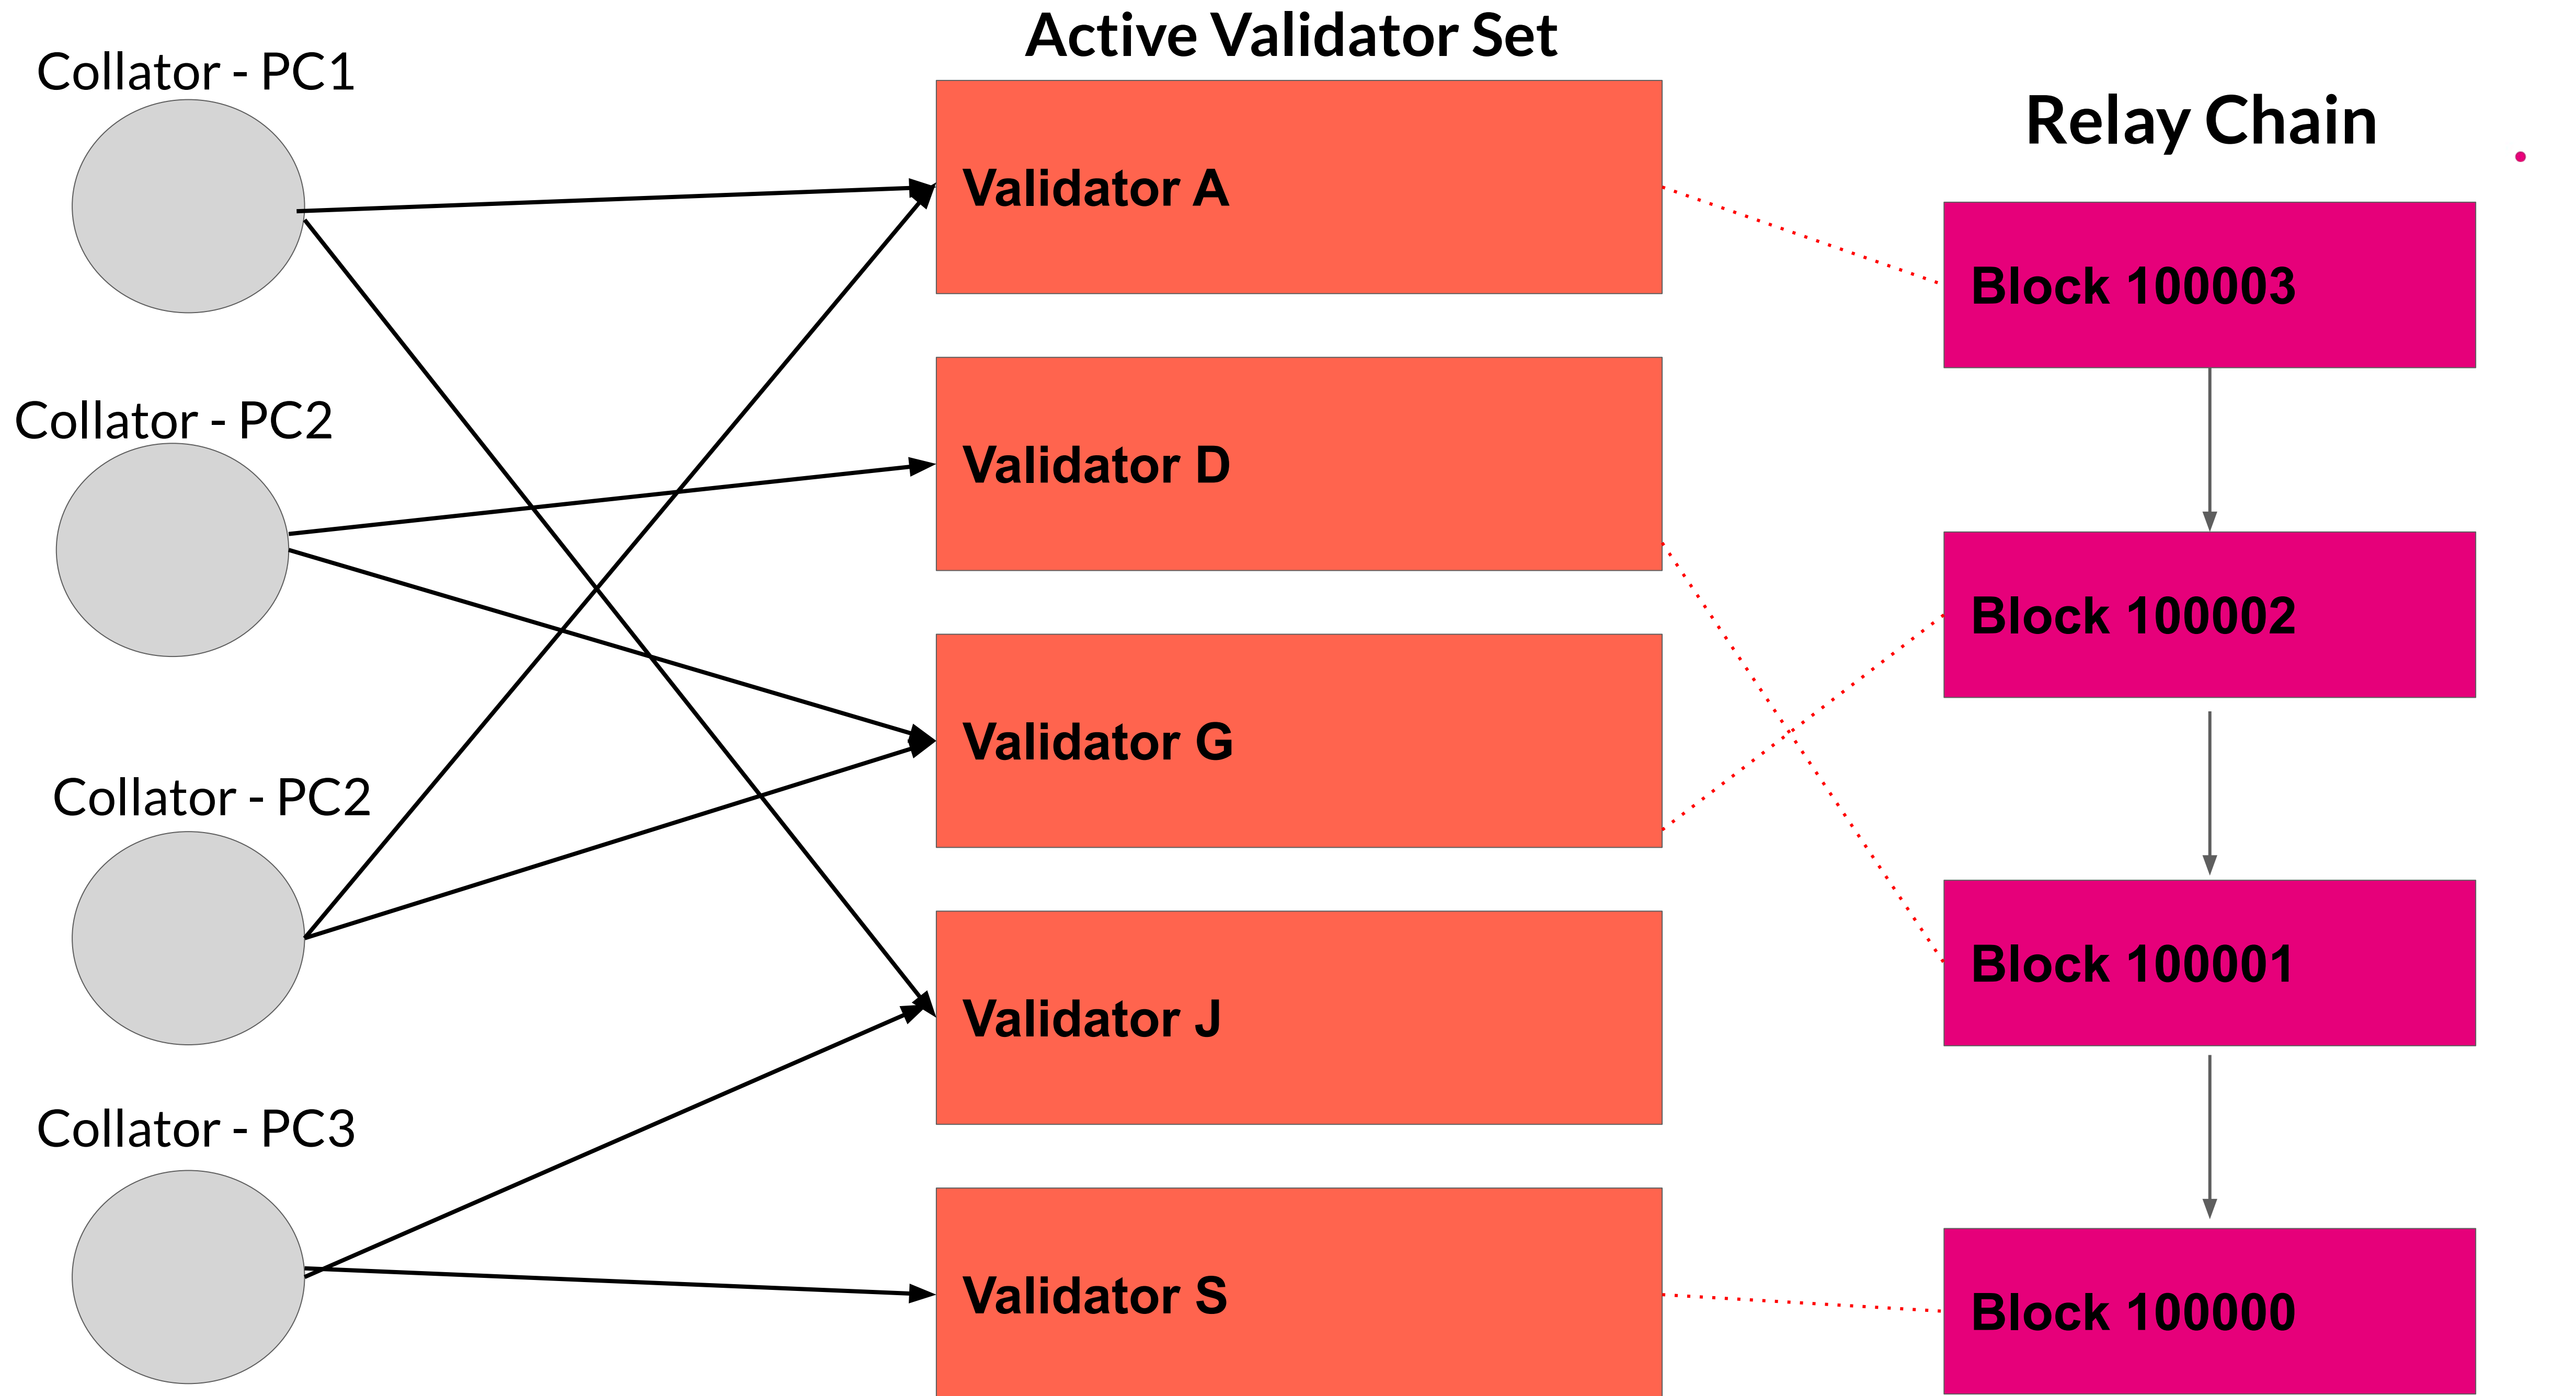 Active Validator Set
Collator - PC1
Relay Chain
Validator A
Block 100003
Collator - PC2
Validator D
Block 100002
Validator G
Collator - PC2
Block 100001
Validator J
Collator - PC3
Validator S
Block 100000